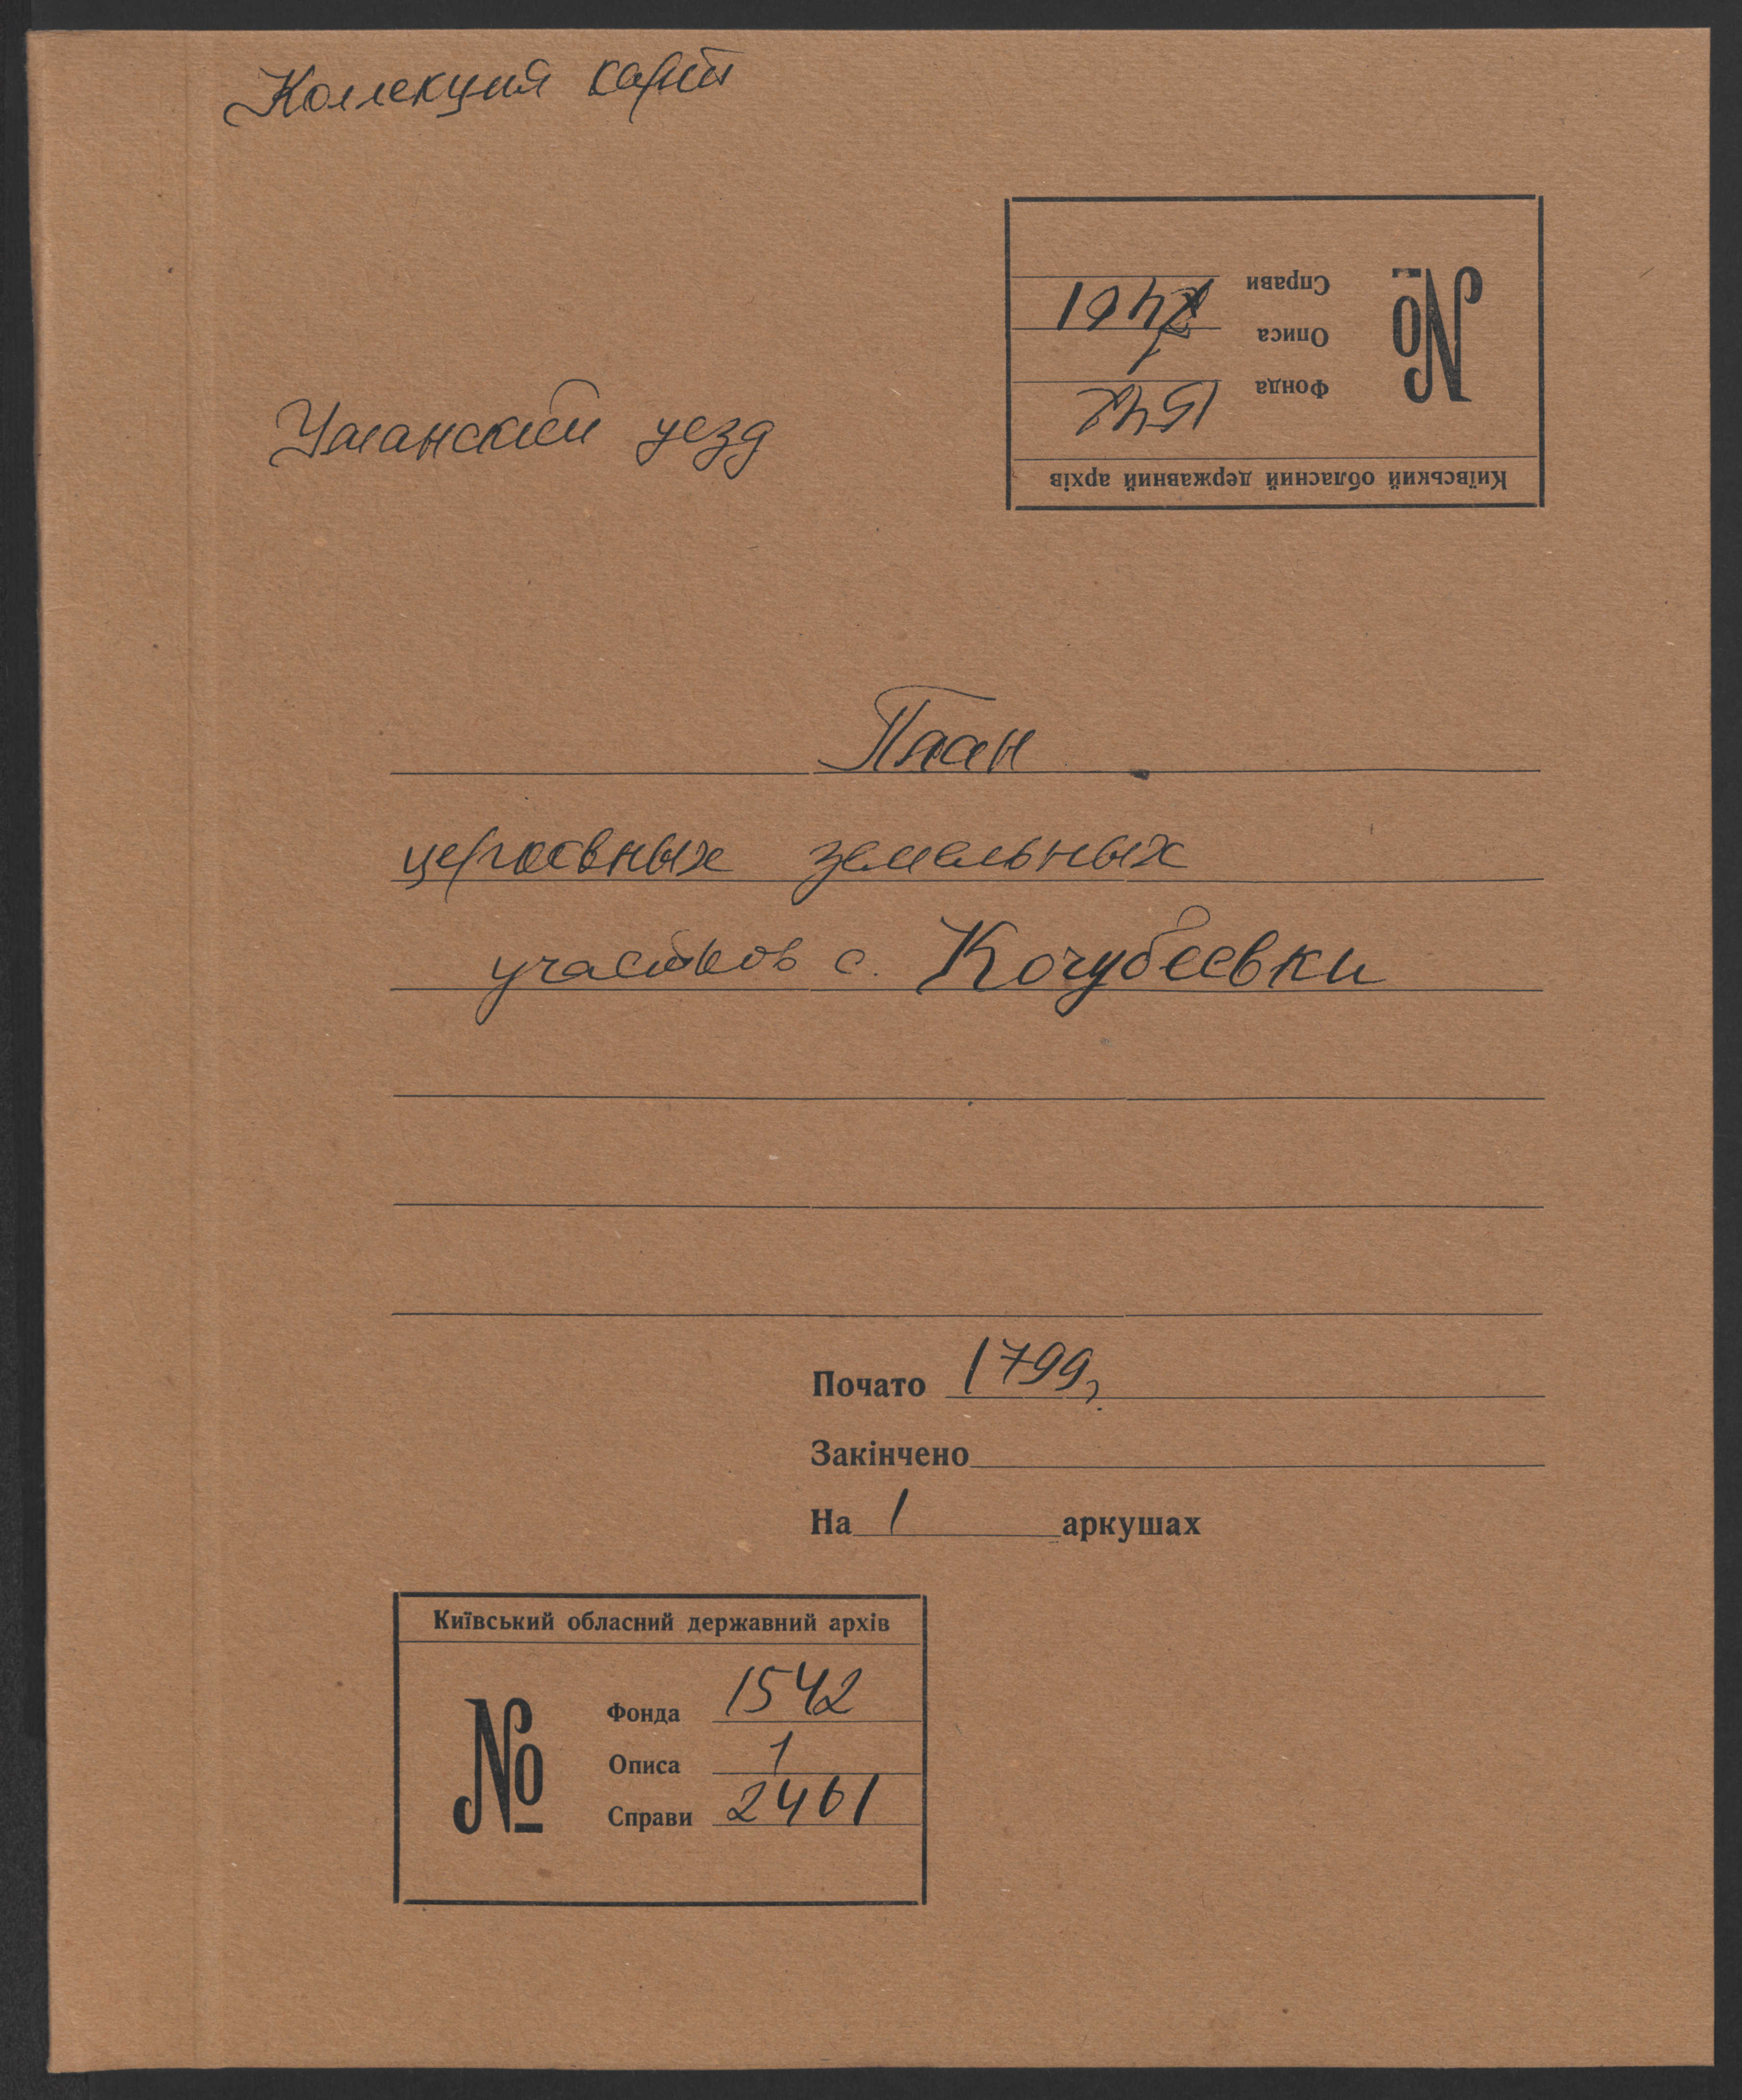 Коллекция карт
Київський обласний державний архів
№
Фонда 1542
Описа 1
Справи 2461
Уманский уезд
План
церковных земельных
участков с. Кочубеевки
Почато 1799 г.
Закінчено
На 1 аркушах
Київський обласний державний архів
№
Фонда 1542
Описа 1
Справи 2461